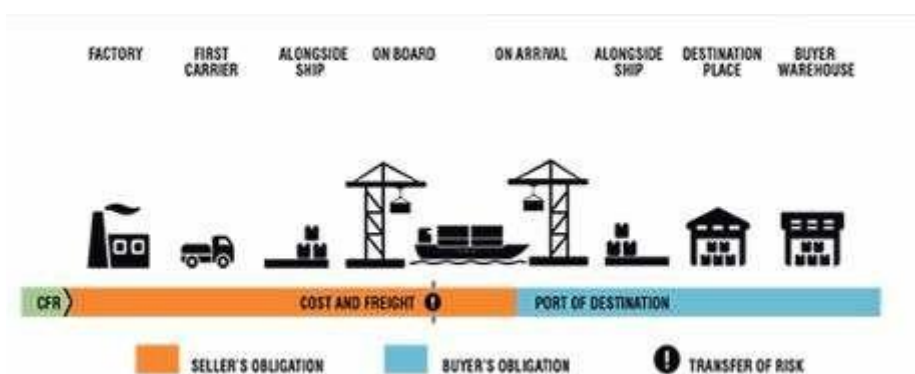 FACTORY
FIRST
CARRIER
ALONGSIDE
SHIP
ON BOARD
ON ARRIVAL
ALONGSIDE
SHIP
DESTINATION
PLACE
BUYER
WAREHOUSE
CFR
COST AND FREIGHT
PORT OF DESTINATION
SELLER'S OBLIGATION
BUYER'S OBLIGATION
TRANSFER OF RISK